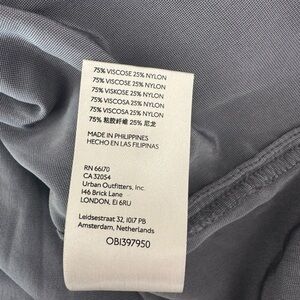 75% VISCOSE 25% NYLON
75% VISCOSE 25% NYLON
75% VISKOSE 25% NYLON
75% VISCOSA 25% NYLON
75% VISCOSA 25% NYLON
75% 粘胶纤维 25% 尼龙
MADE IN PHILIPPINES
HECHO EN LAS FILIPINAS
RN 66170
CA 32054
Urban Outfitters, Inc.
146 Brick Lane
LONDON, E1 6RU
Leidsestraat 32, 1017 PB
Amsterdam, Netherlands
OB1397950